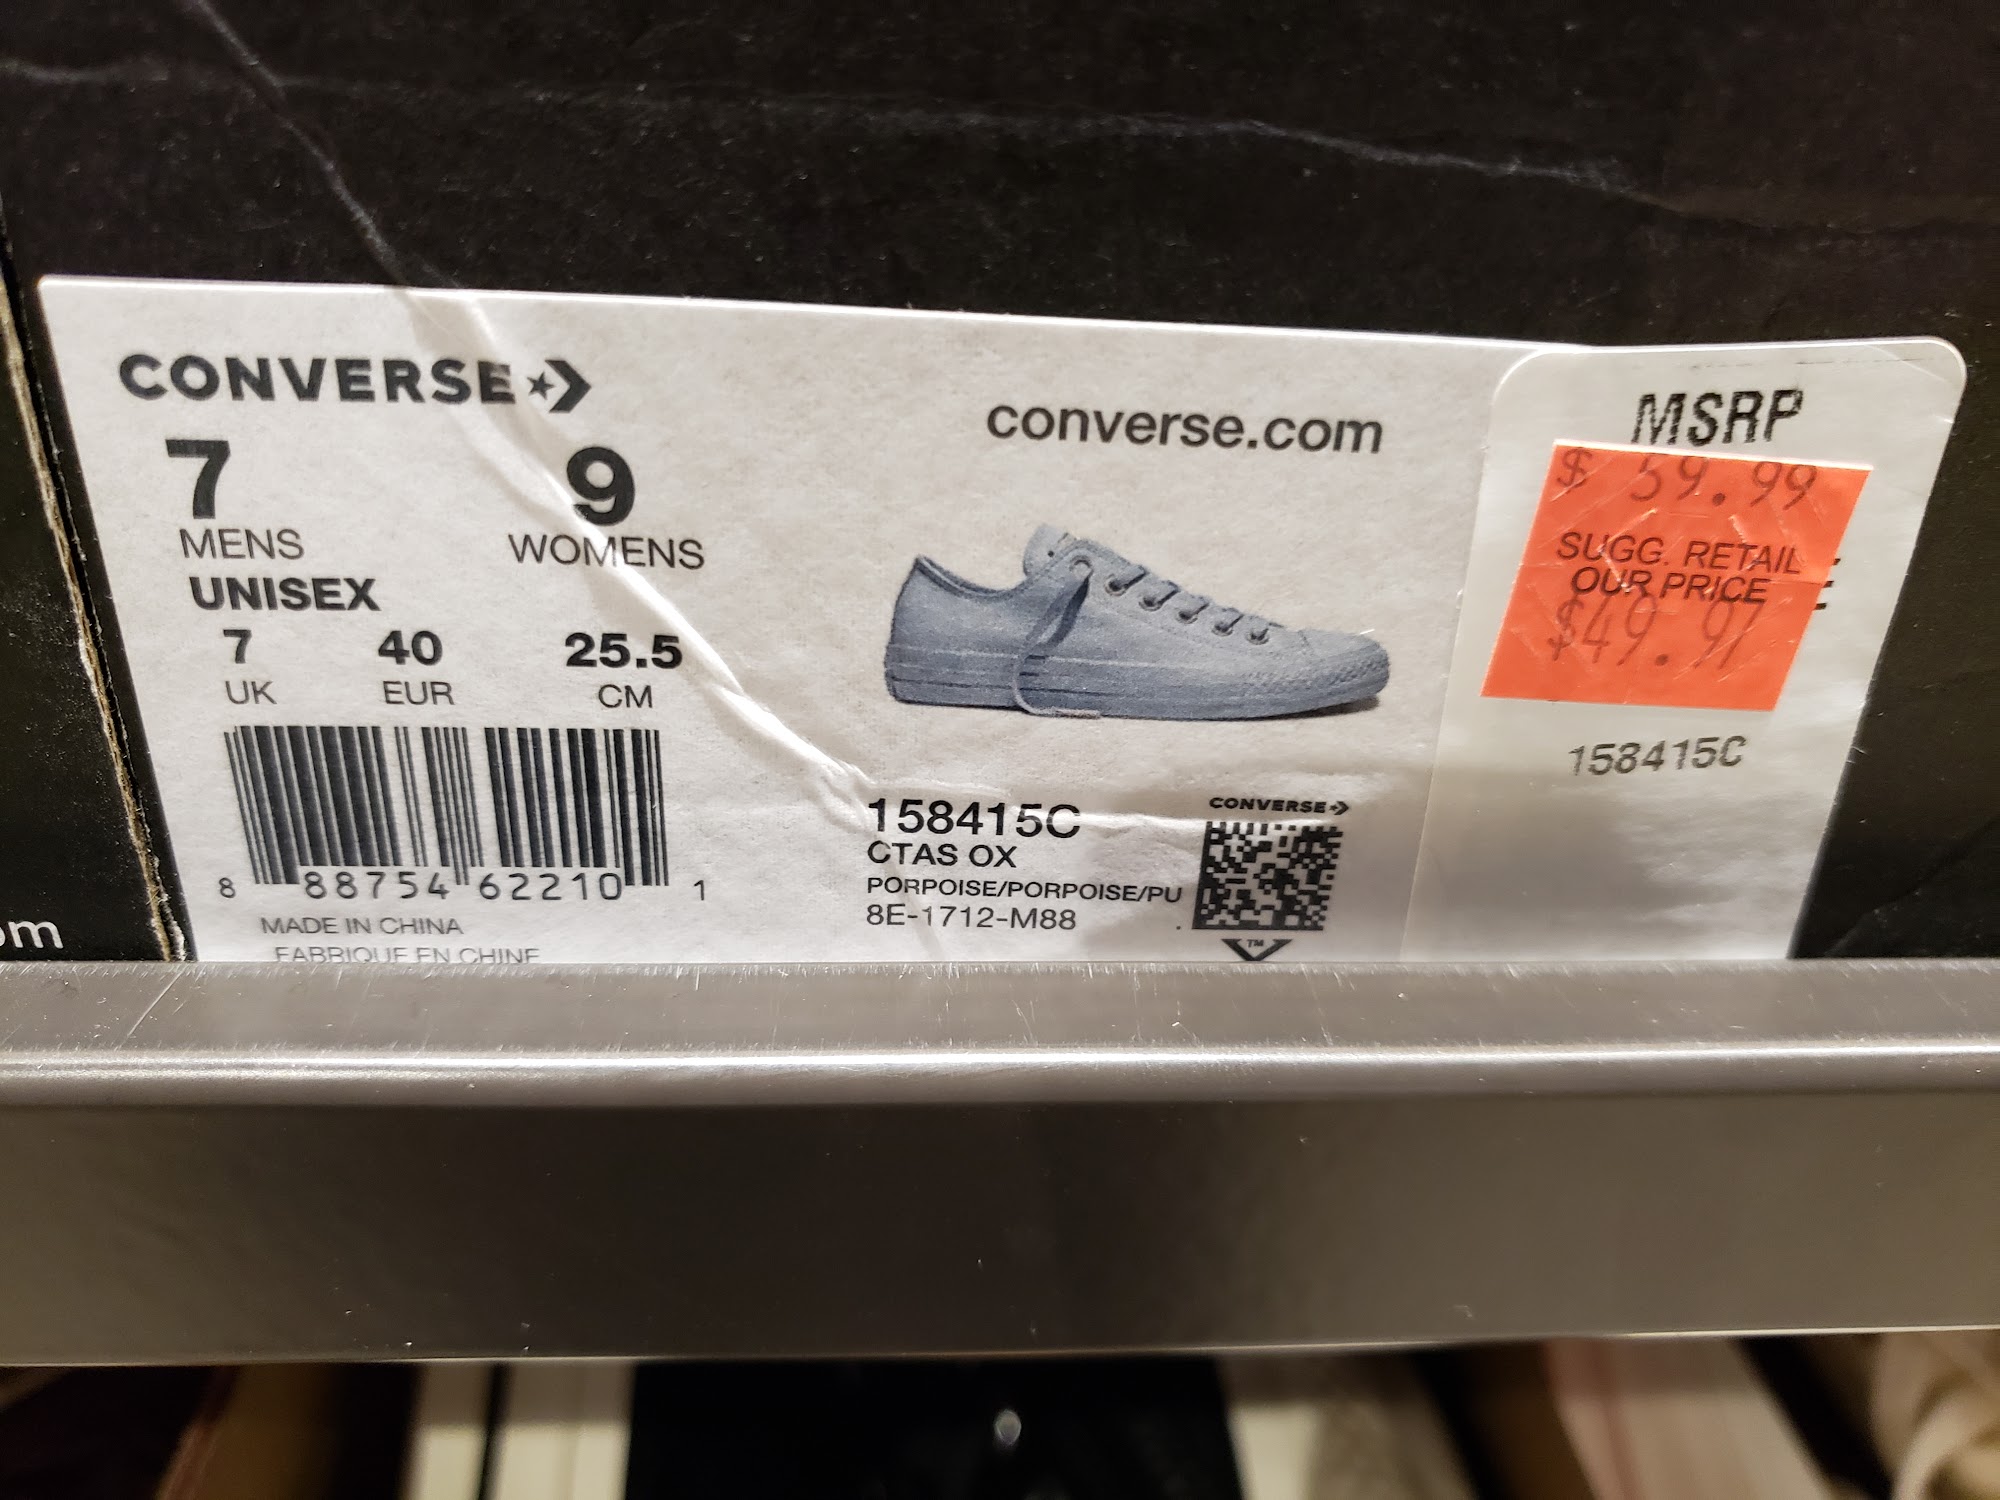 CONVERSE
7 9
MENS WOMENS
UNISEX
7 40 25.5
UK EUR CM
8 88754 62210 1
MADE IN CHINA
FABRIQUE EN CHINE
converse.com
158415C
CTAS OX
PORPOISE/PORPOISE/PU
8E-1712-M88
CONVERSE
TM
MSRP
$ 59.99
SUGG. RETAIL
OUR PRICE
$49.97
158415C
om